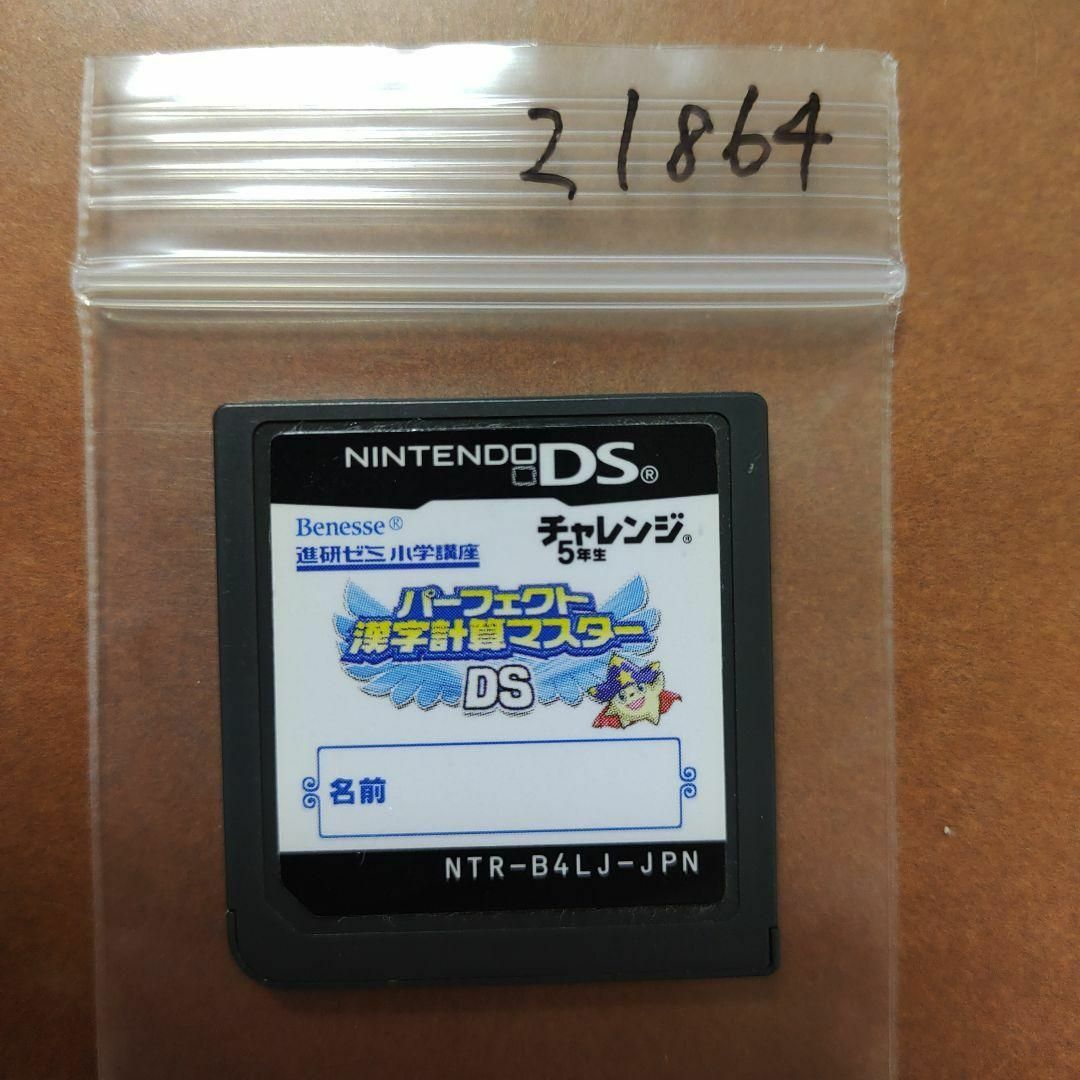 21864
NINTENDO DS®
Benesse®
進研ゼミ小学講座
チャレンジ®
5年生
パーフェクト
漢字計算マスター
DS
名前
NTR-B4LJ-JPN